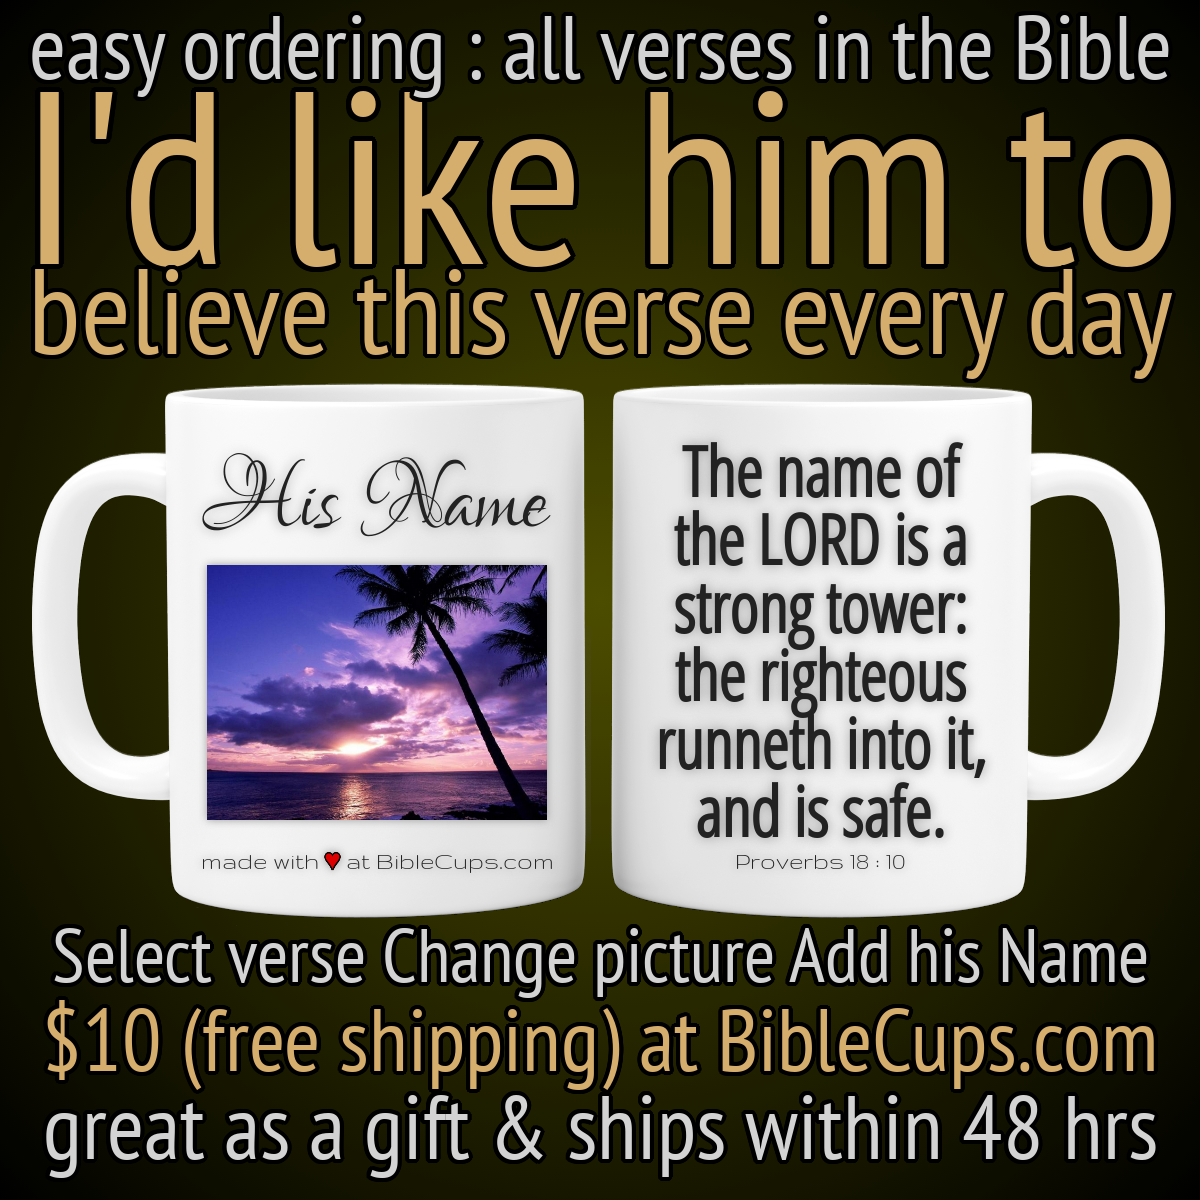 easy ordering : all verses in the Bible
I'd like him to
believe this verse every day
His Name
made with ♥ at BibleCups.com
The name of
the LORD is a
strong tower:
the righteous
runneth into it,
and is safe.
Proverbs 18 : 10
Select verse Change picture Add his Name
$10 (free shipping) at BibleCups.com
great as a gift & ships within 48 hrs